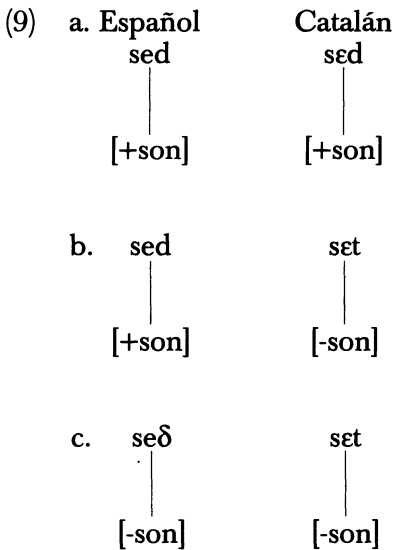 (9) a. Español Catalán
sed sɛd
[+son] [+son]
b. sed sɛt
[+son] [-son]
c. seδ sɛt
[-son] [-son]